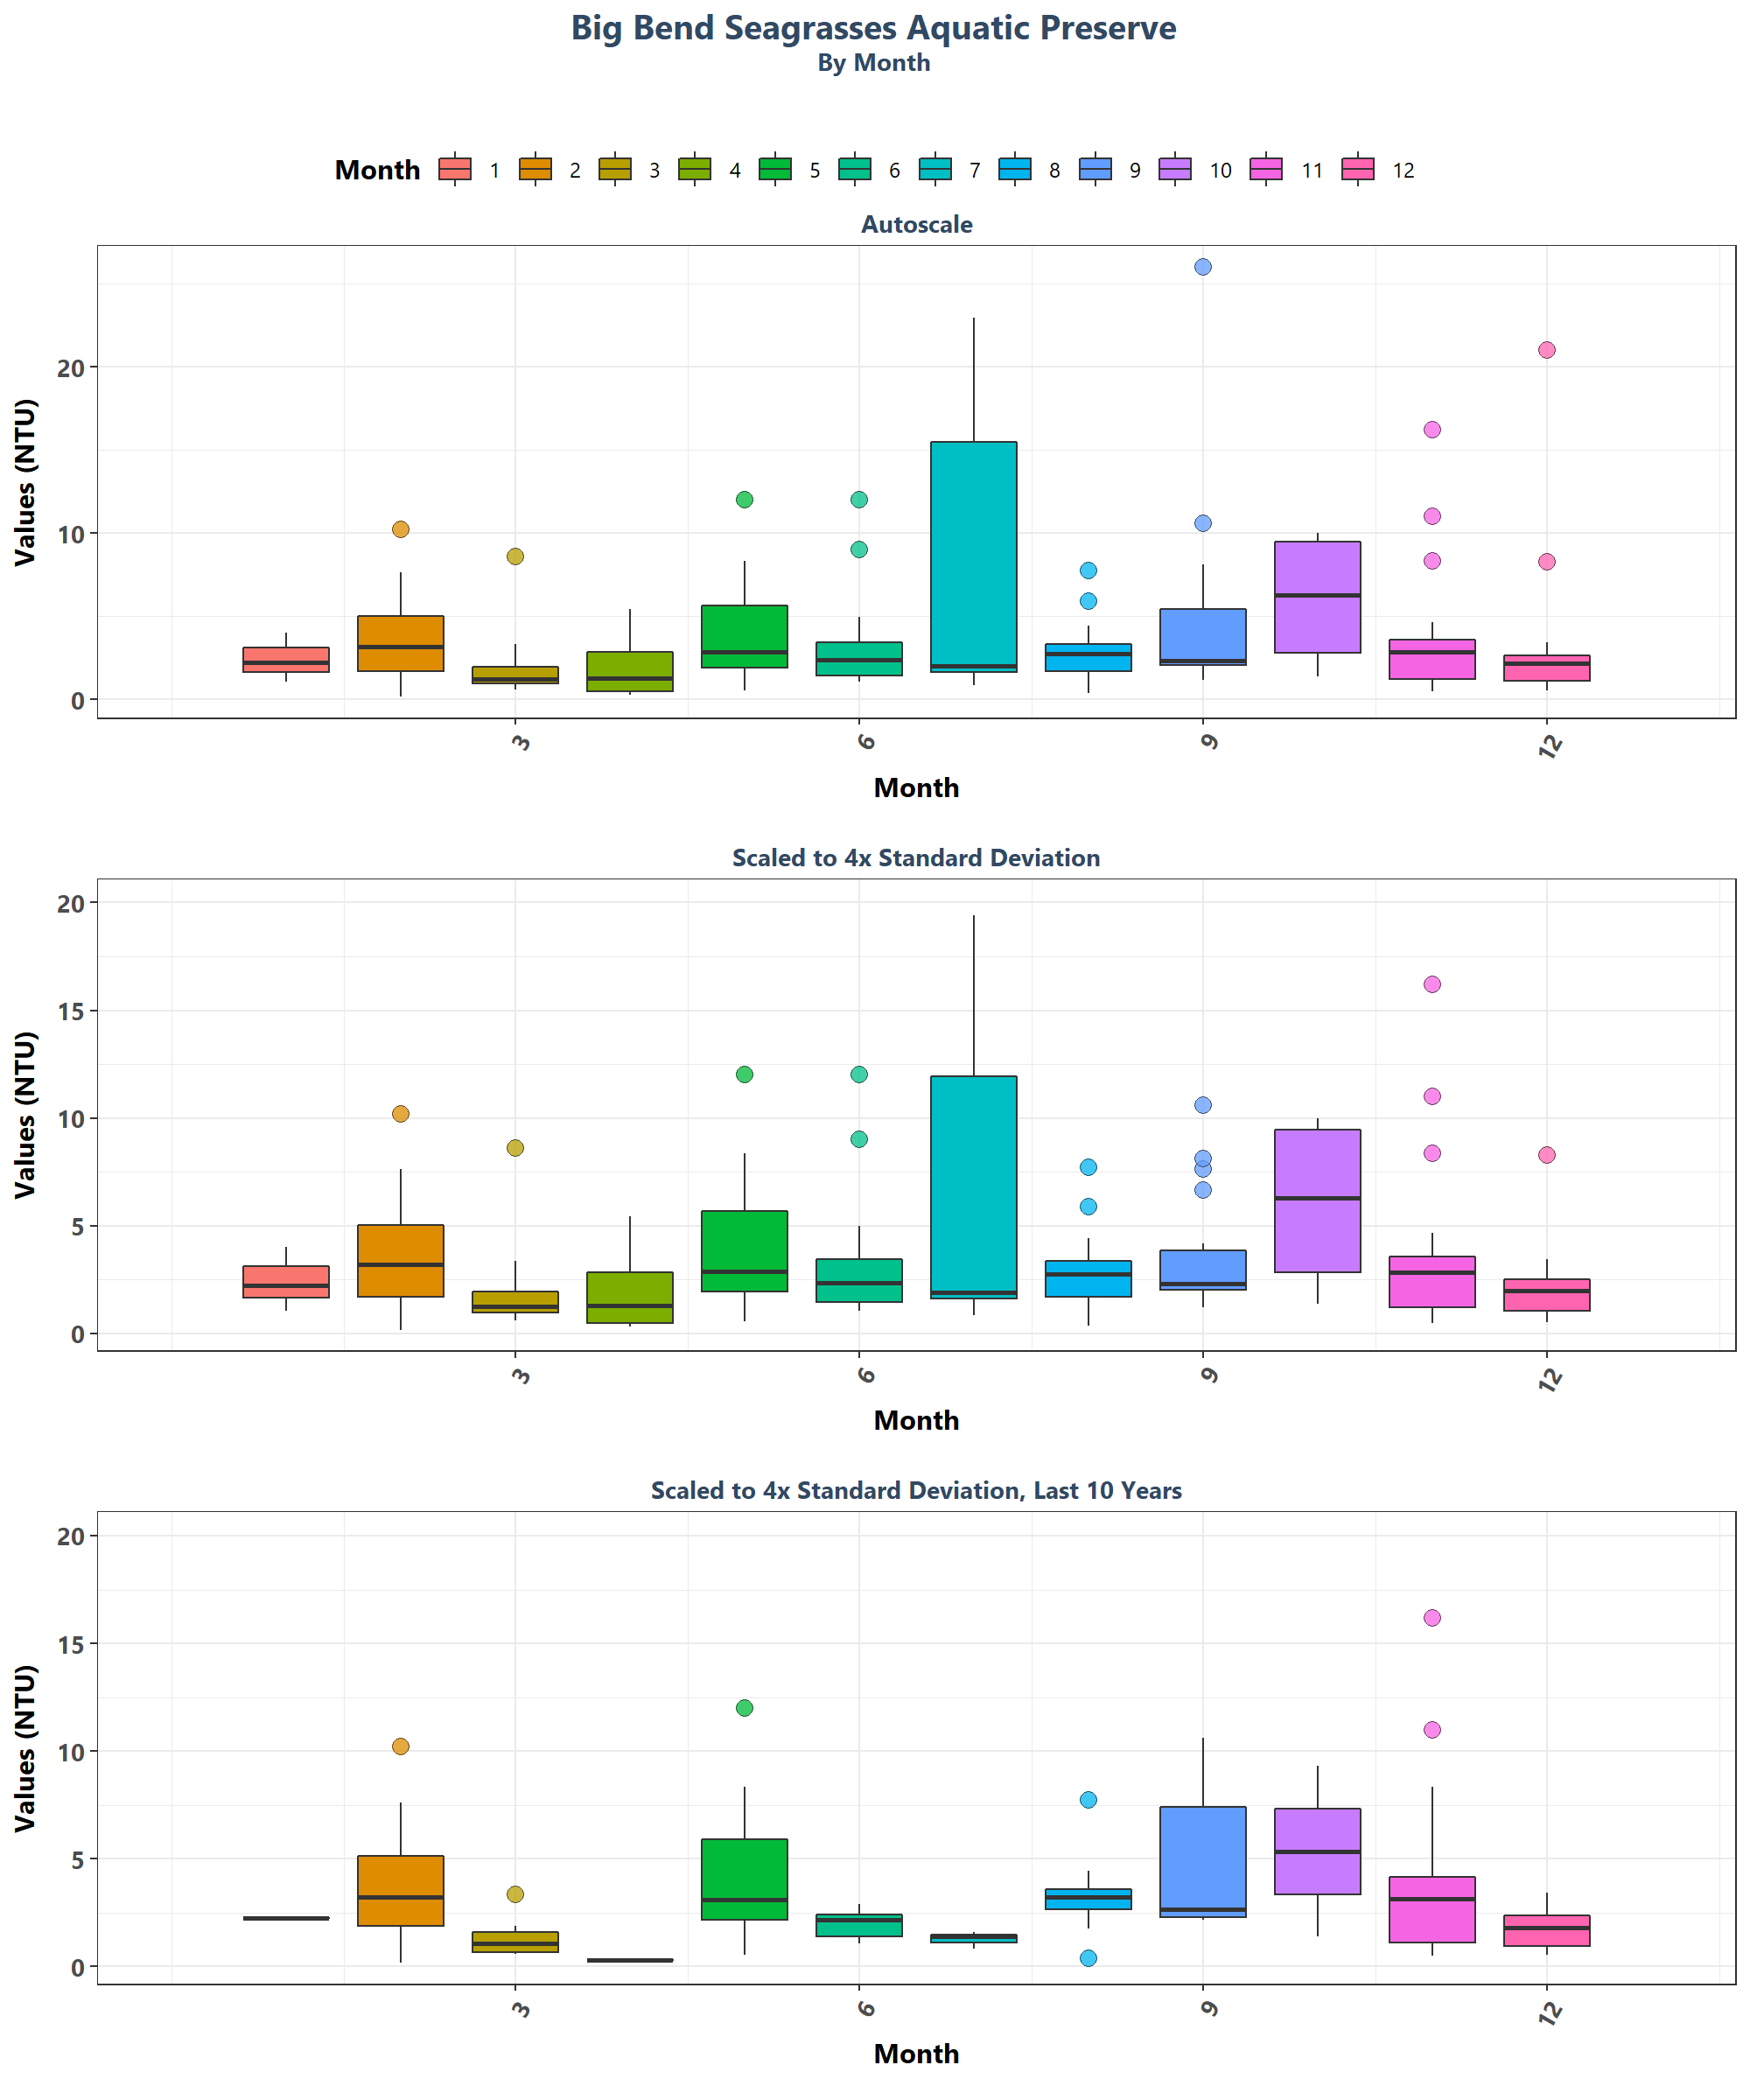 Big Bend Seagrasses Aquatic Preserve
By Month
Month 1 2 3 4 5 6 7 8 9 10 11 12
Autoscale
Values (NTU)
20
10
0
3 6 9 12
Month
Scaled to 4x Standard Deviation
Values (NTU)
20
15
10
5
0
3 6 9 12
Month
Scaled to 4x Standard Deviation, Last 10 Years
Values (NTU)
20
15
10
5
0
3 6 9 12
Month